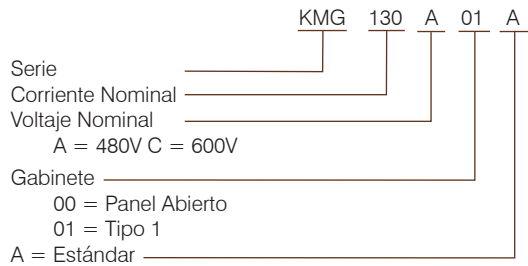 KMG 130 A 01 A
Serie
Corriente Nominal
Voltaje Nominal
A = 480V C = 600V
Gabinete
00 = Panel Abierto
01 = Tipo 1
A = Estándar